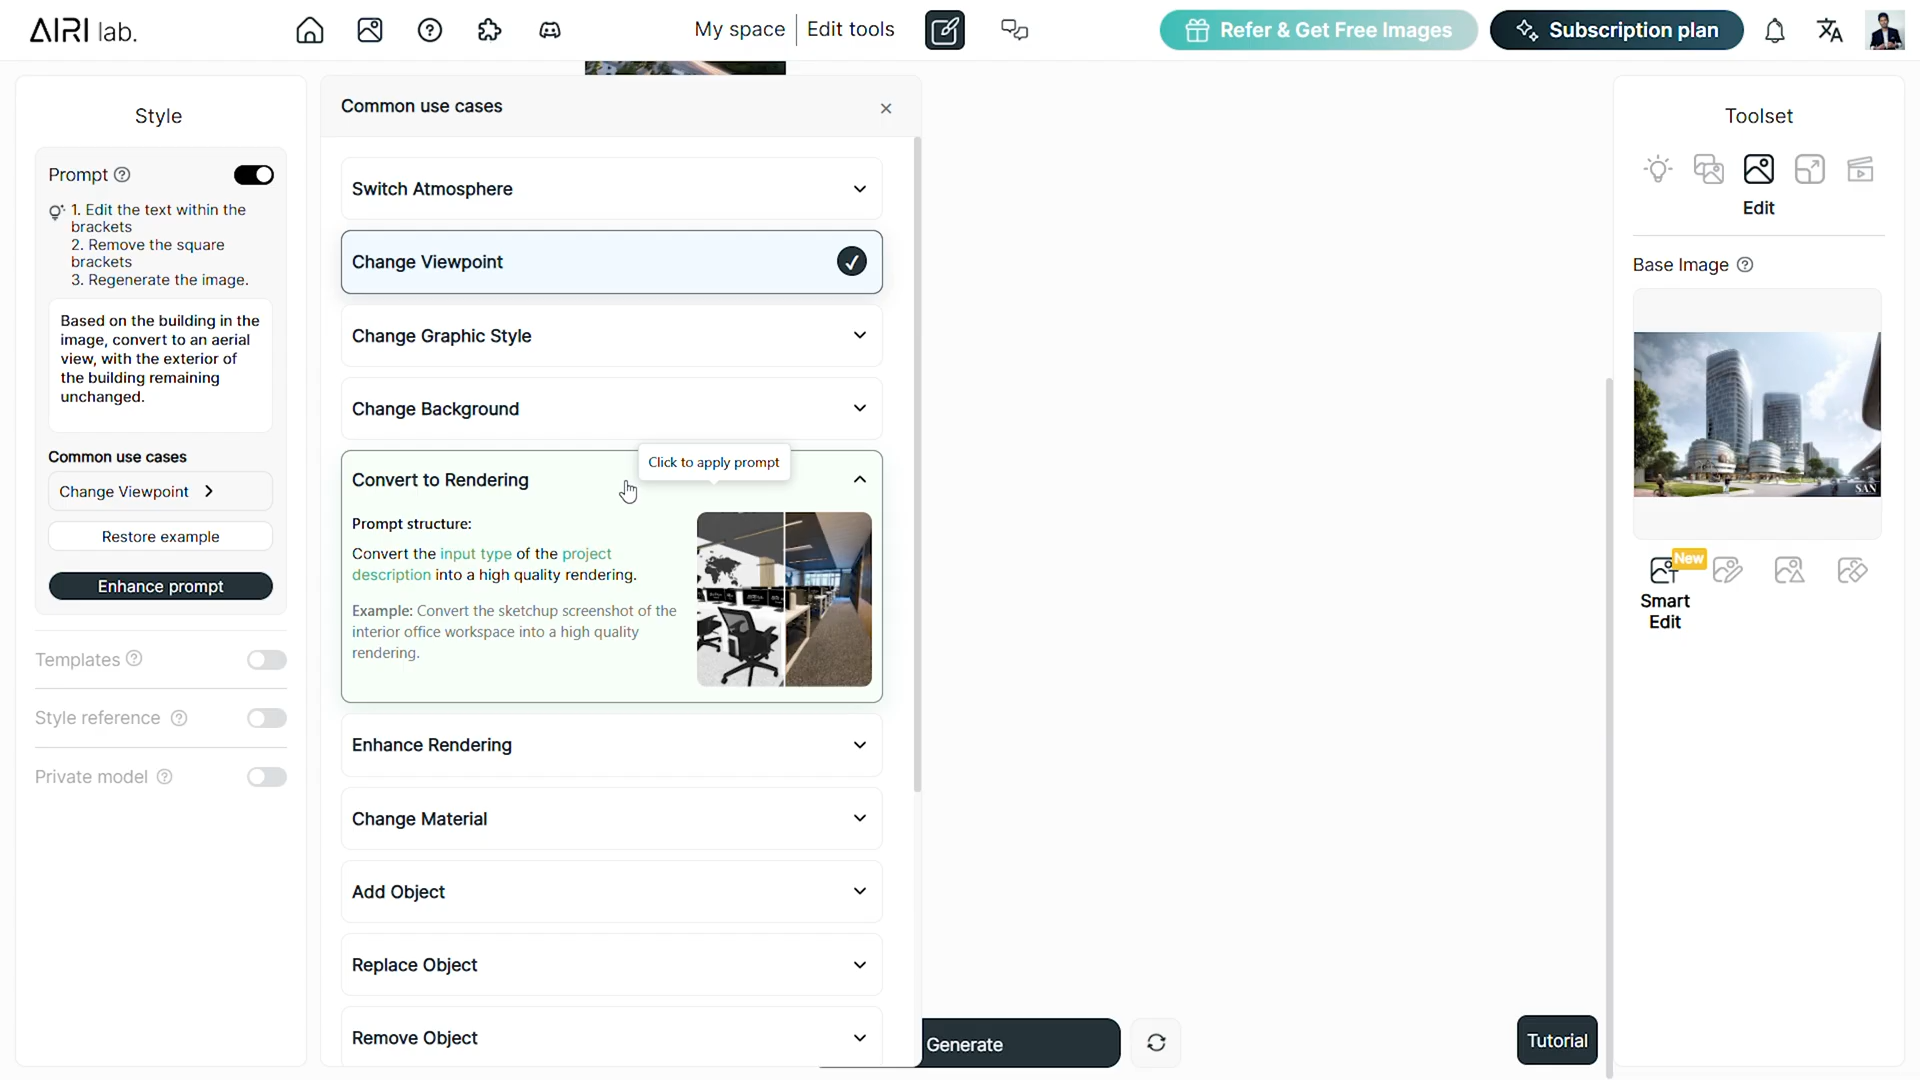 AIRI lab.
My space
Edit tools
Refer & Get Free Images
Subscription plan
Style
Prompt
1. Edit the text within the
brackets
2. Remove the square
brackets
3. Regenerate the image.
Based on the building in the
image, convert to an aerial
view, with the exterior of
the building remaining
unchanged.
Common use cases
Change Viewpoint
Restore example
Enhance prompt
Templates
Style reference
Private model
Common use cases
Switch Atmosphere
Change Viewpoint
Change Graphic Style
Change Background
Click to apply prompt
Convert to Rendering
Prompt structure:
Convert the input type of the project
description into a high quality rendering.
Example: Convert the sketchup screenshot of the
interior office workspace into a high quality
rendering.
Enhance Rendering
Change Material
Add Object
Replace Object
Remove Object
Generate
Tutorial
Toolset
Edit
Base Image
SAN
New
Smart
Edit